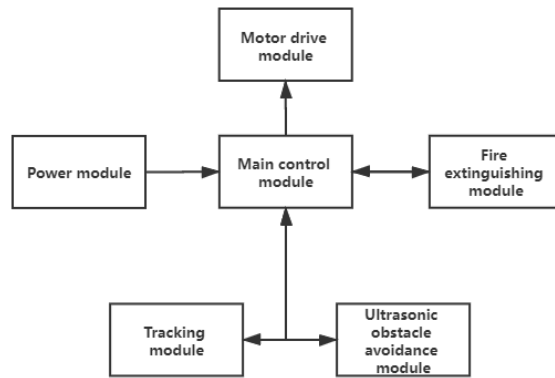 Motor drive
module
Power module
Main control
module
Fire
extinguishing
module
Tracking
module
Ultrasonic
obstacle
avoidance
module